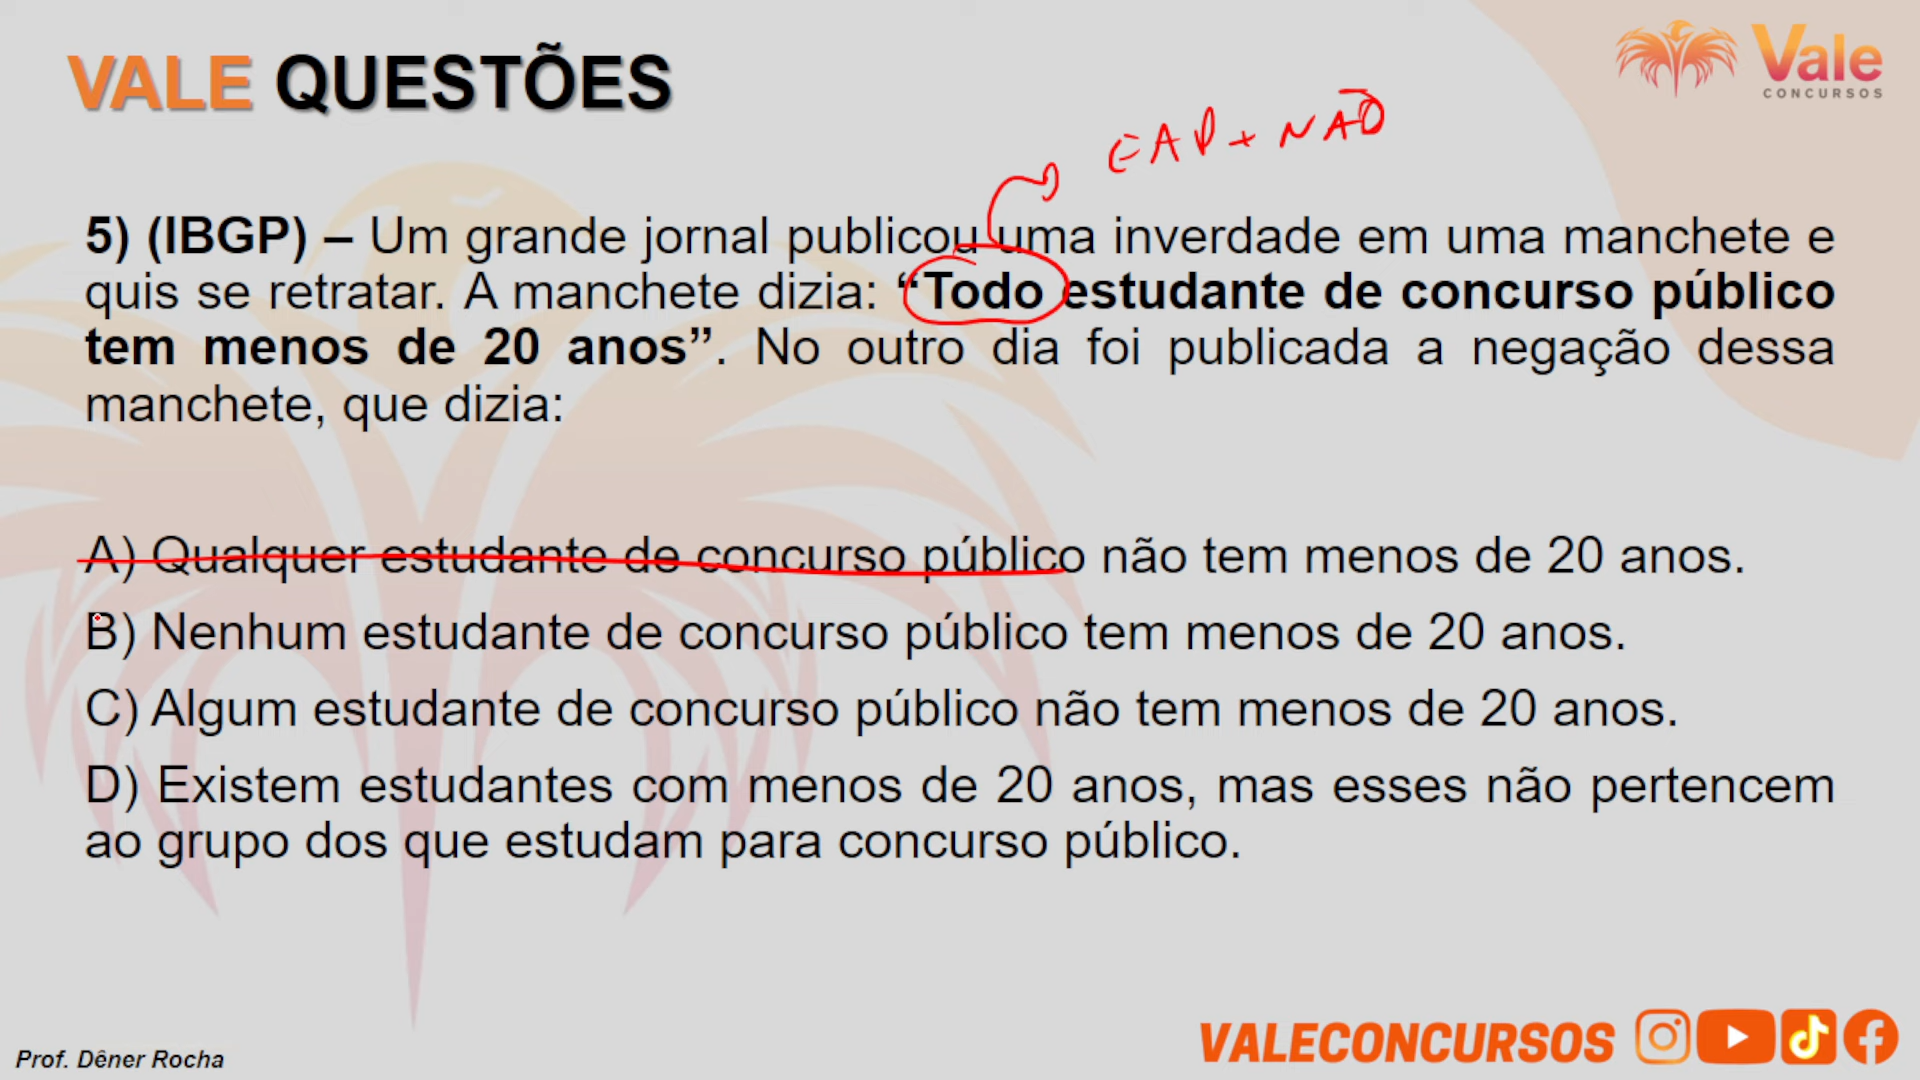 VALE QUESTÕES
Vale
CONCURSOS
EAP + NÃO
5) (IBGP) – Um grande jornal publicou uma inverdade em uma manchete e
quis se retratar. A manchete dizia: “Todo estudante de concurso público
tem menos de 20 anos”. No outro dia foi publicada a negação dessa
manchete, que dizia:
A) Qualquer estudante de concurso público não tem menos de 20 anos.
B) Nenhum estudante de concurso público tem menos de 20 anos.
C) Algum estudante de concurso público não tem menos de 20 anos.
D) Existem estudantes com menos de 20 anos, mas esses não pertencem
ao grupo dos que estudam para concurso público.
Prof. Dêner Rocha
VALECONCURSOS